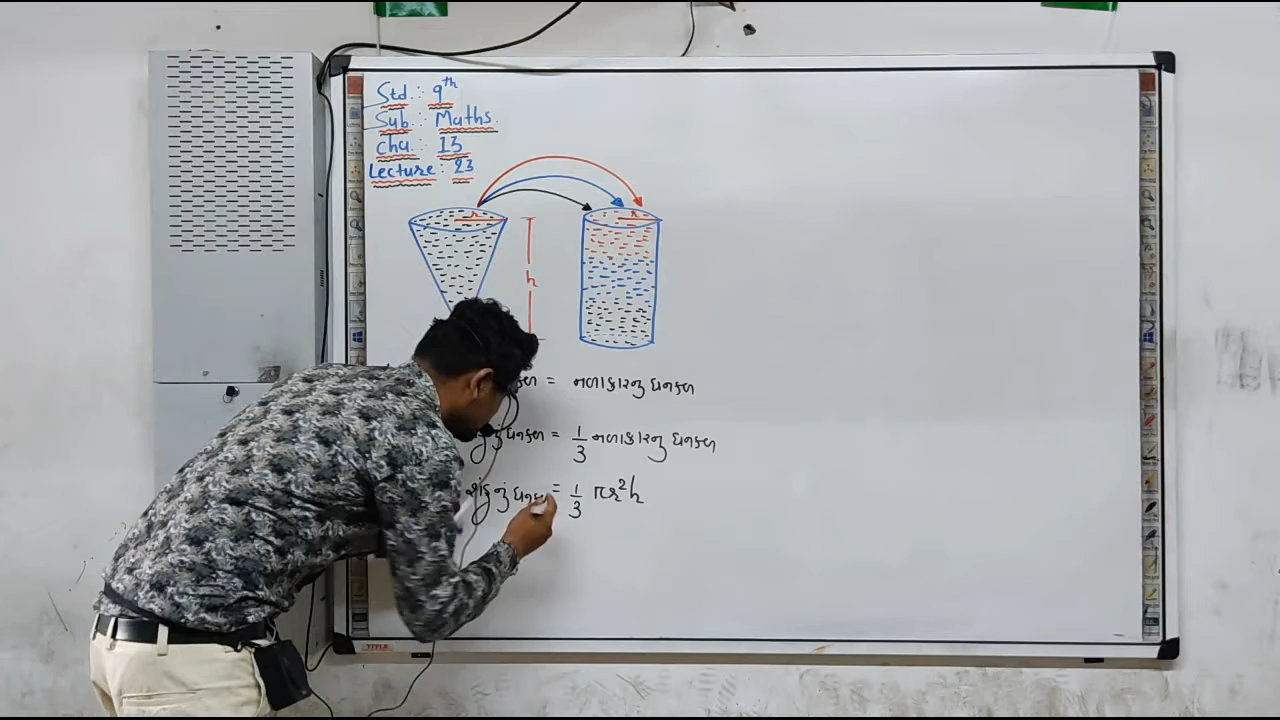 Std.: 9th
Sub.: Maths.
cha.: 13
Lecture: 23
r
r
h
= નળાકારનુ ઘનફળ
ઘનફળ = 1/3 નળાકારનુ ઘનફળ
શંકુનું ઘનફળ = 1/3 πr²h
TITLE